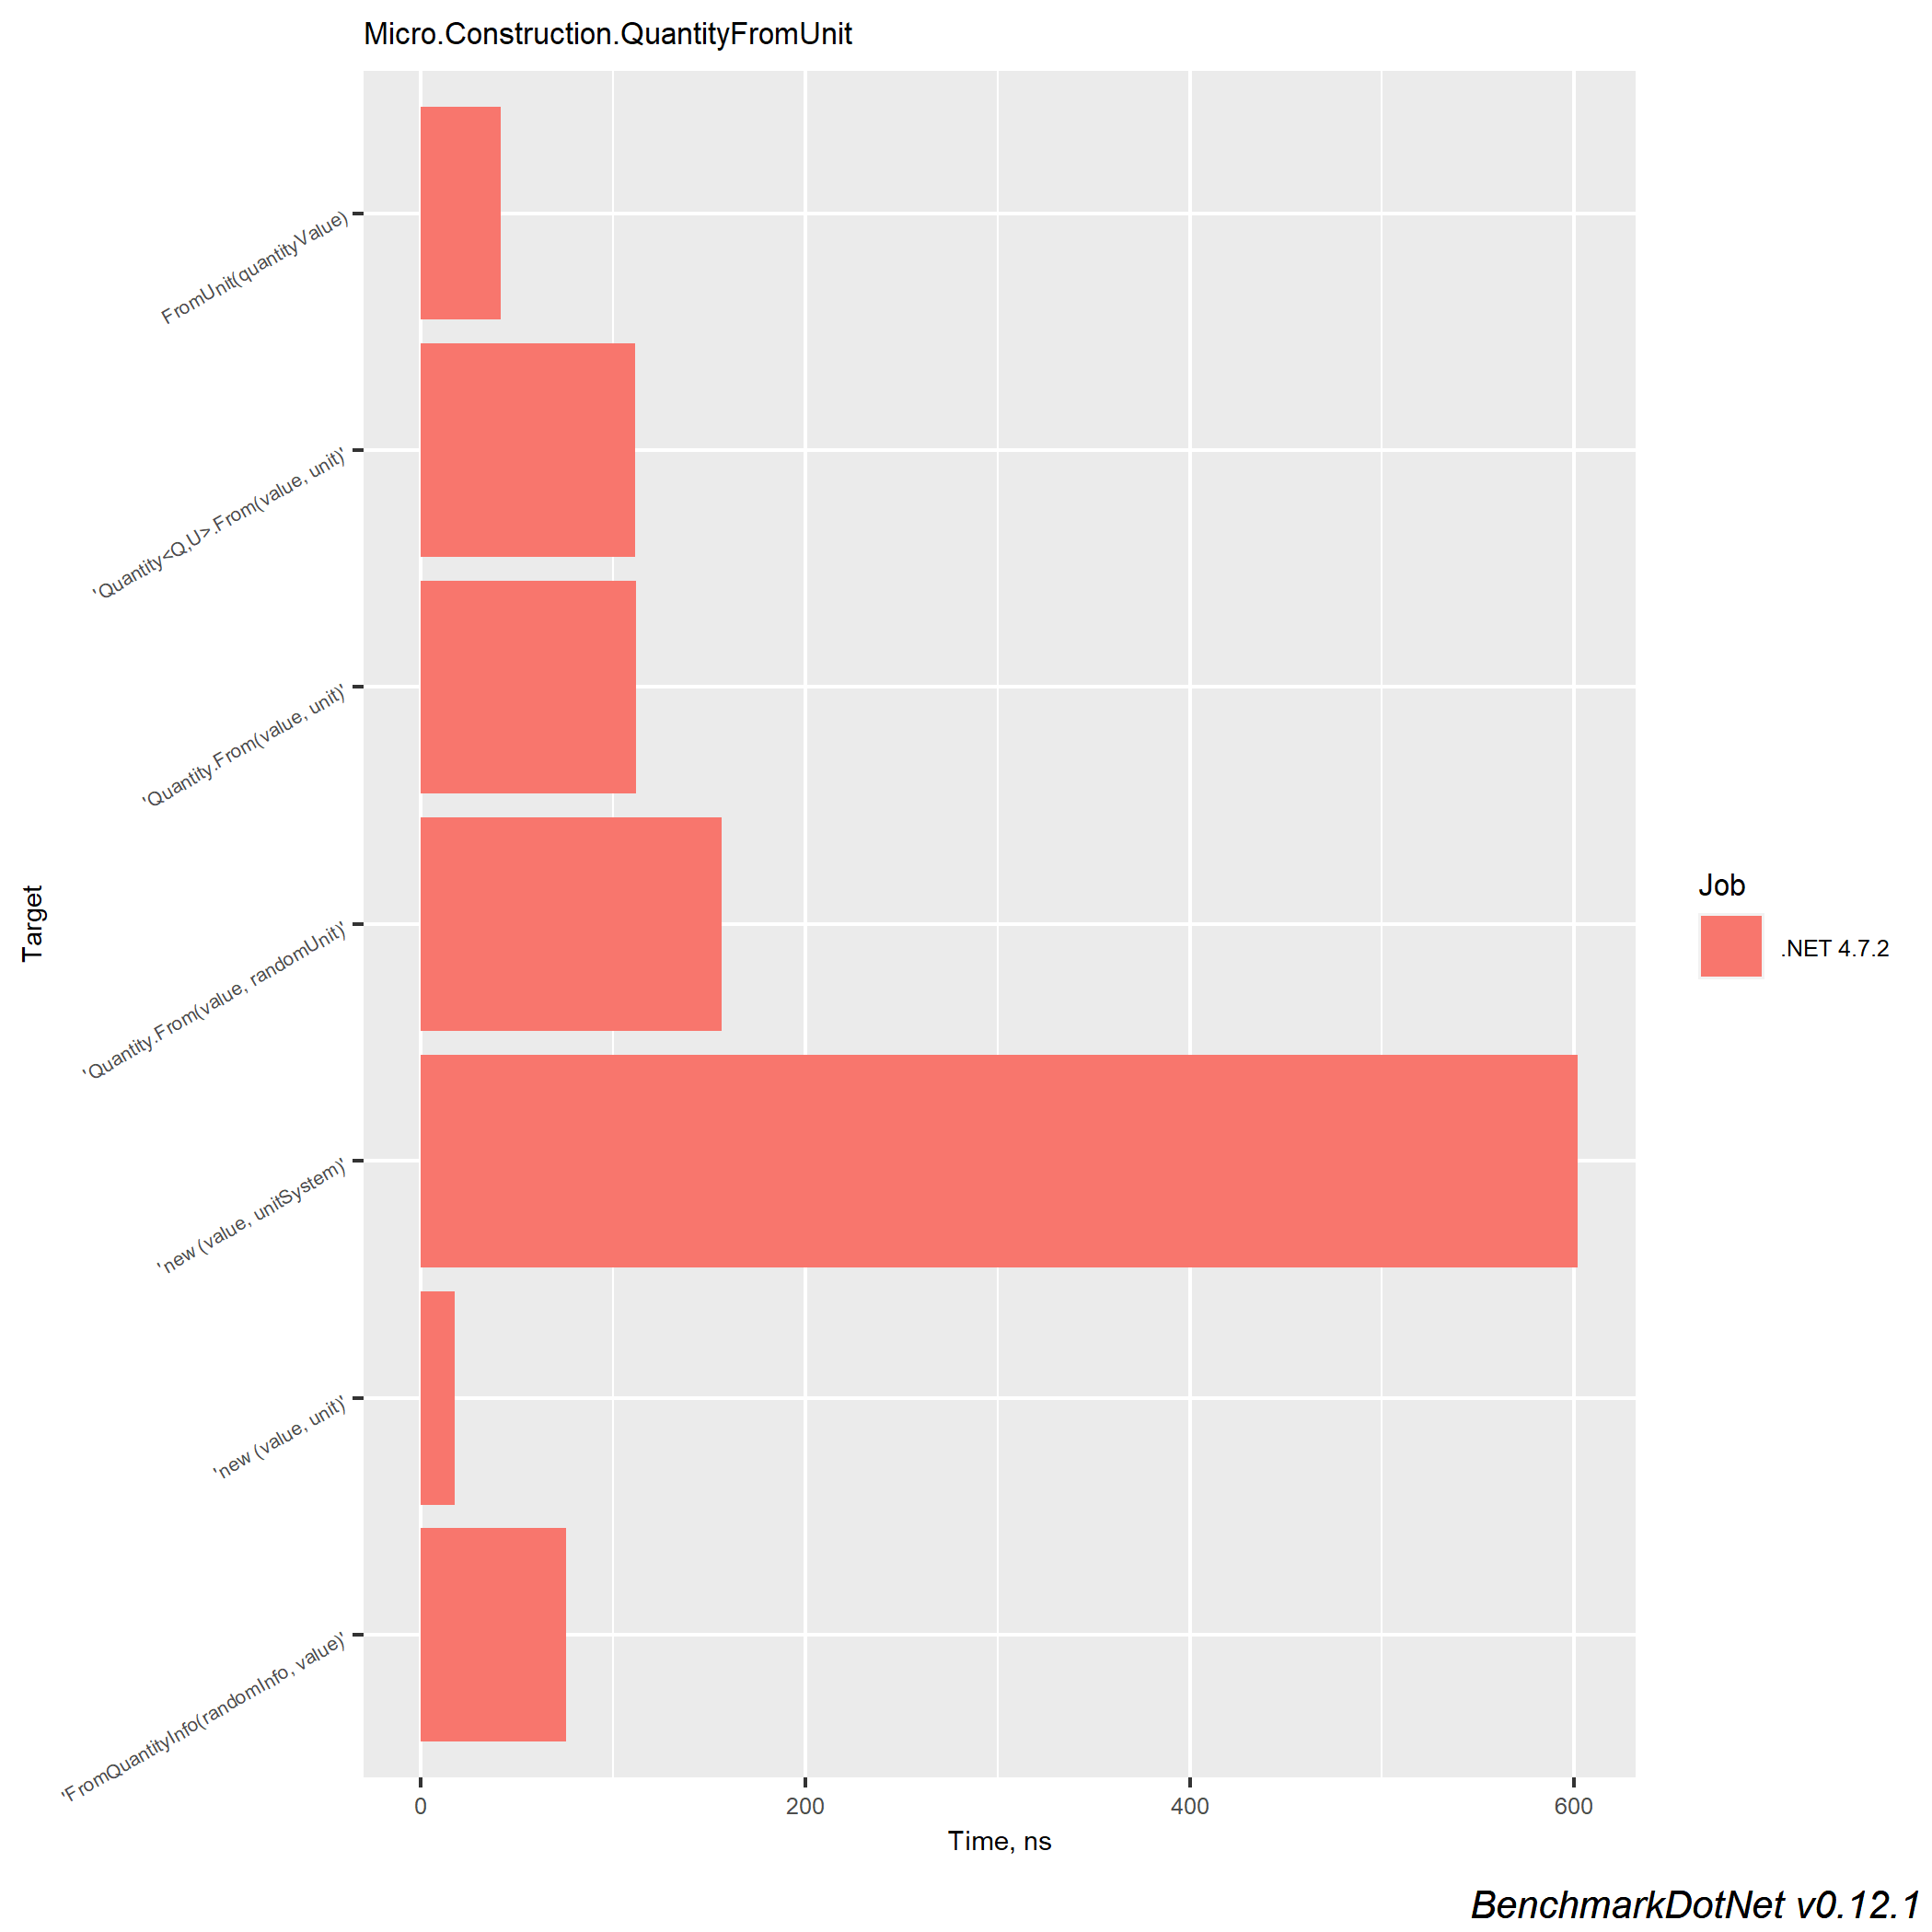 Micro.Construction.QuantityFromUnit
FromUnit(quantityValue)
'Quantity<Q,U>.From(value, unit)'
'Quantity.From(value, unit)'
'Quantity.From(value, randomUnit)'
'new (value, unitSystem)'
'new (value, unit)'
'FromQuantityInfo(randomInfo, value)'
Target
0
200
400
600
Time, ns
Job
.NET 4.7.2
BenchmarkDotNet v0.12.1